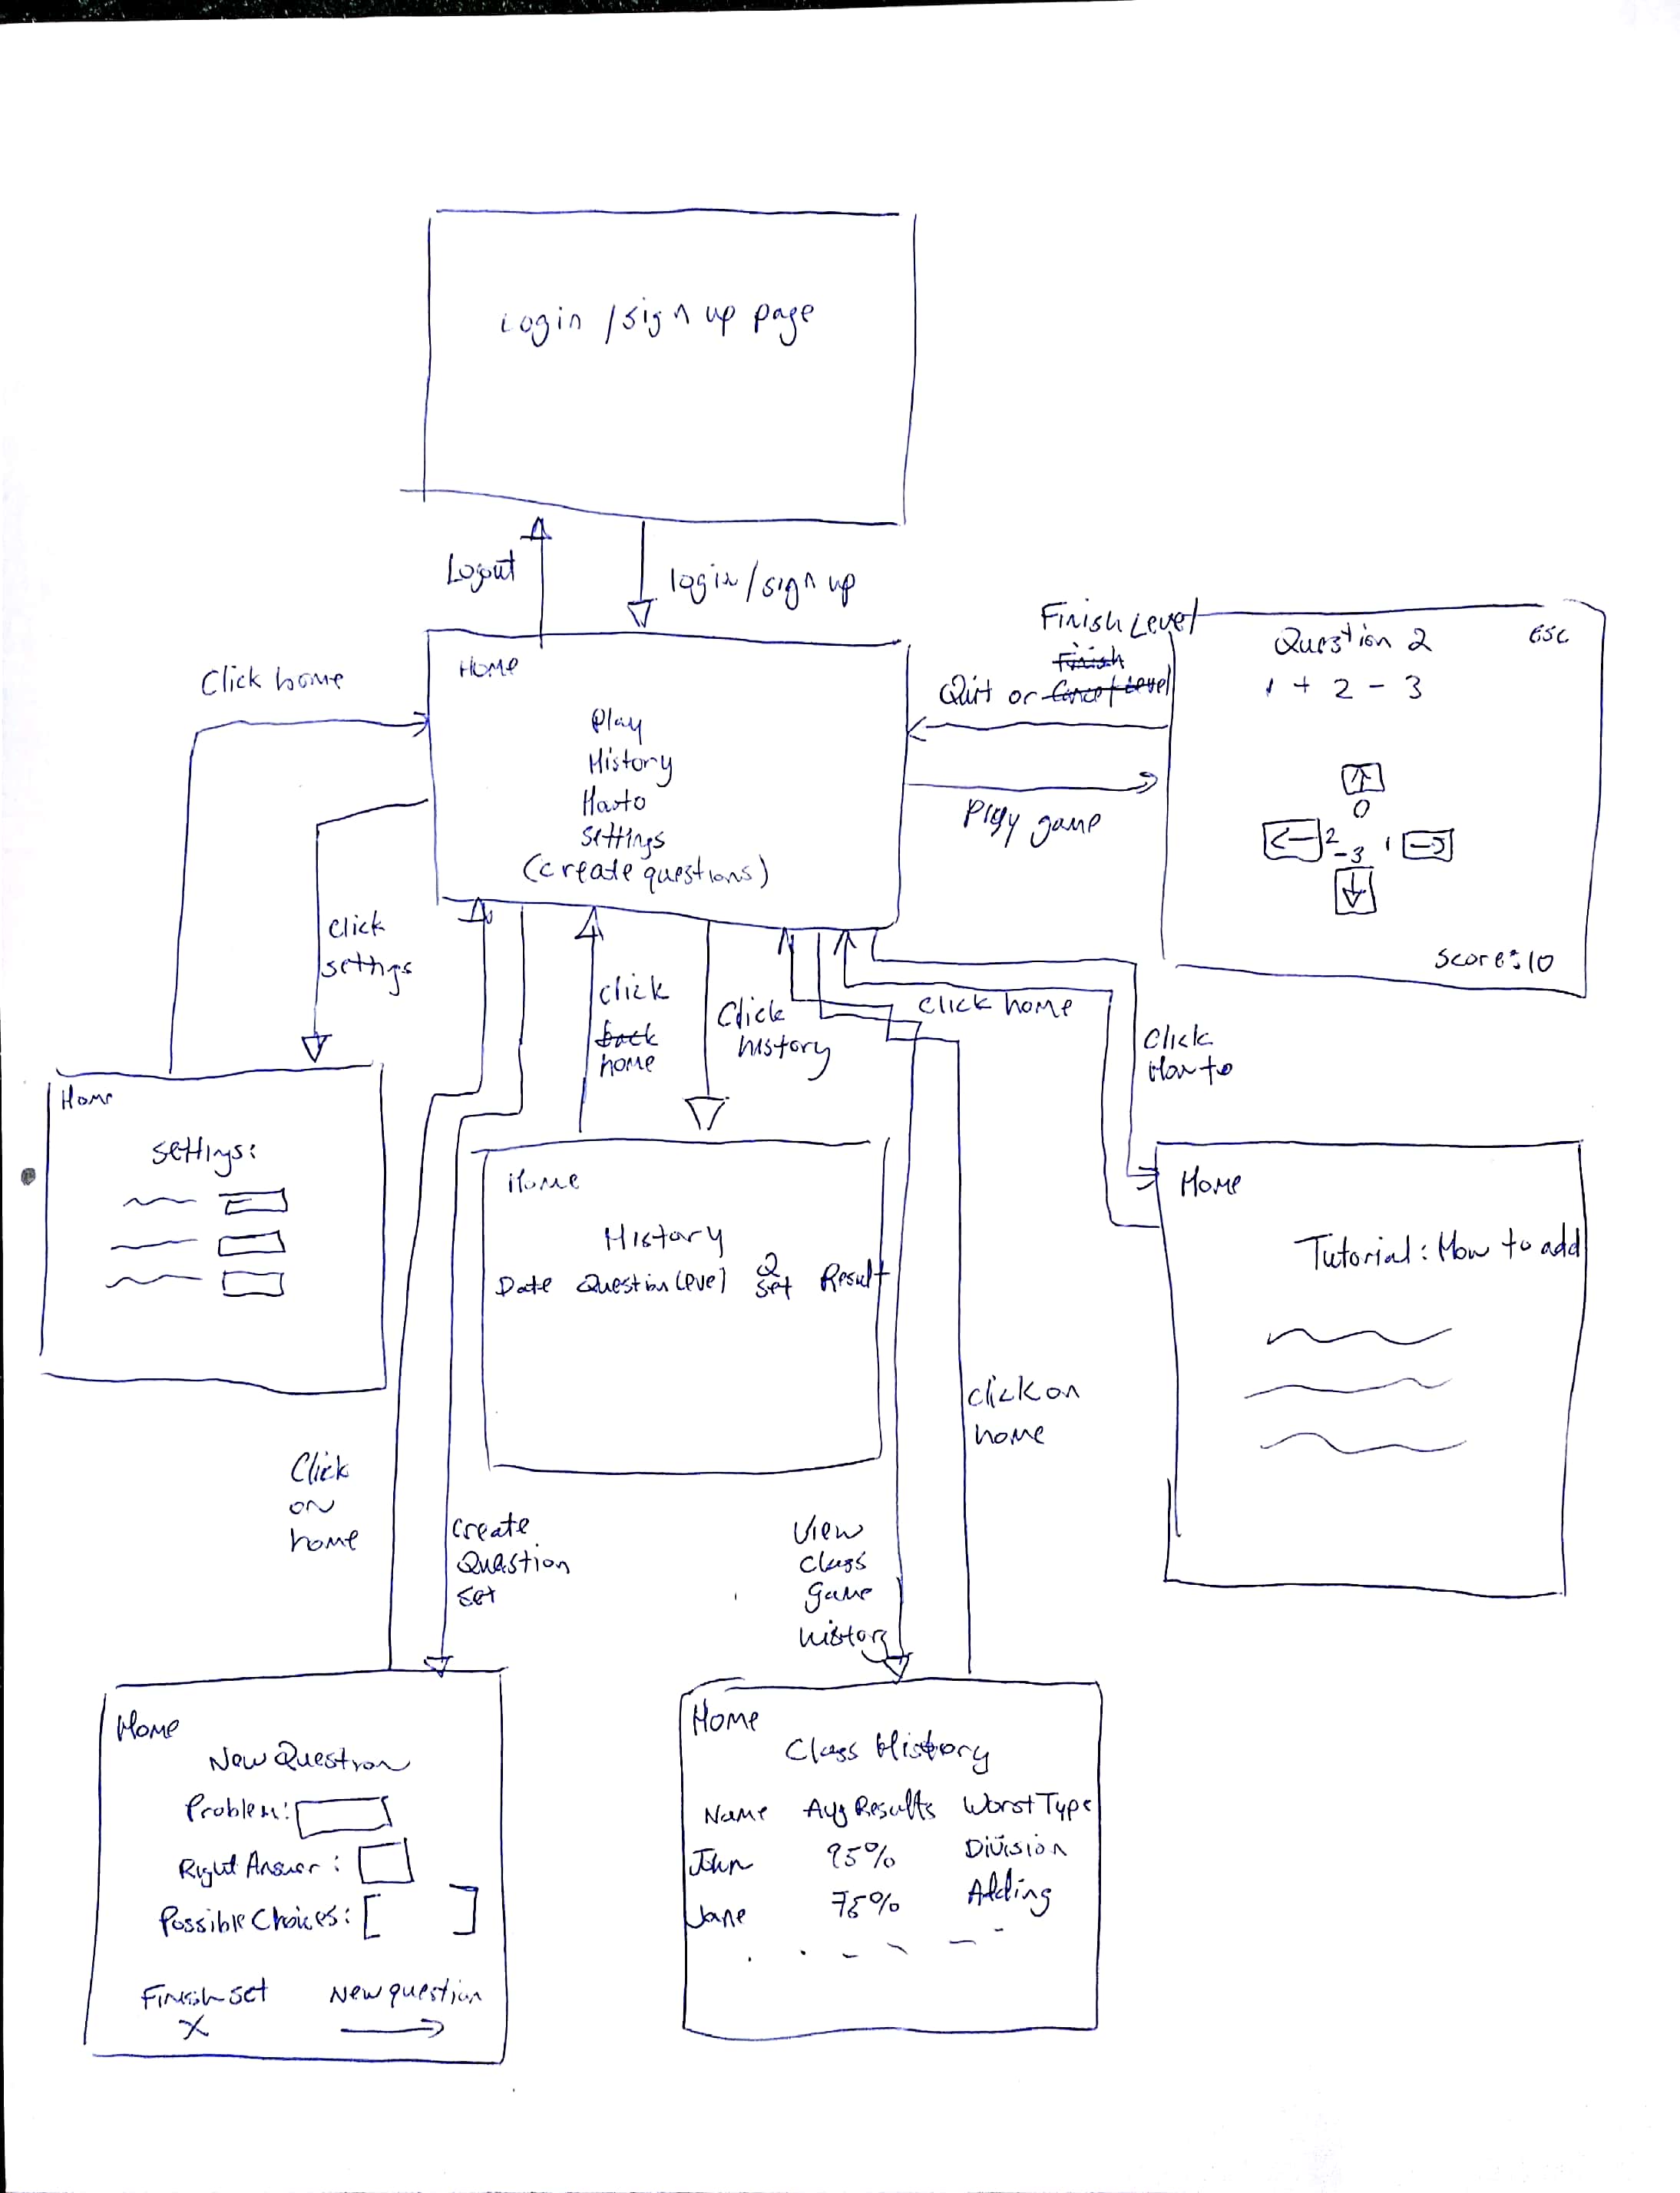 Login / sign up page
Logout
login/sign up
Finish Level
Finish
Quit or Level
Question 2
ESC
1 + 2 - 3
Click home
Home
Play
History
How to
Settings
(create questions)
Play game
0
2
-3
1
Score: 10
click
settings
click
back
home
Click
history
Click home
Click
How to
Home
Settings:
Home
History
Date Question Level Q Set Result
Home
Tutorial: How to add
click on
home
Click
on
home
create
Question
set
View
class
game
history
Home
New Question
Problem:
Right Answer:
Possible Choices: [ ]
Finish set
X
New question
Home
Class History
Name Avg Results Worst Type
John 95% Division
Jane 75% Adding